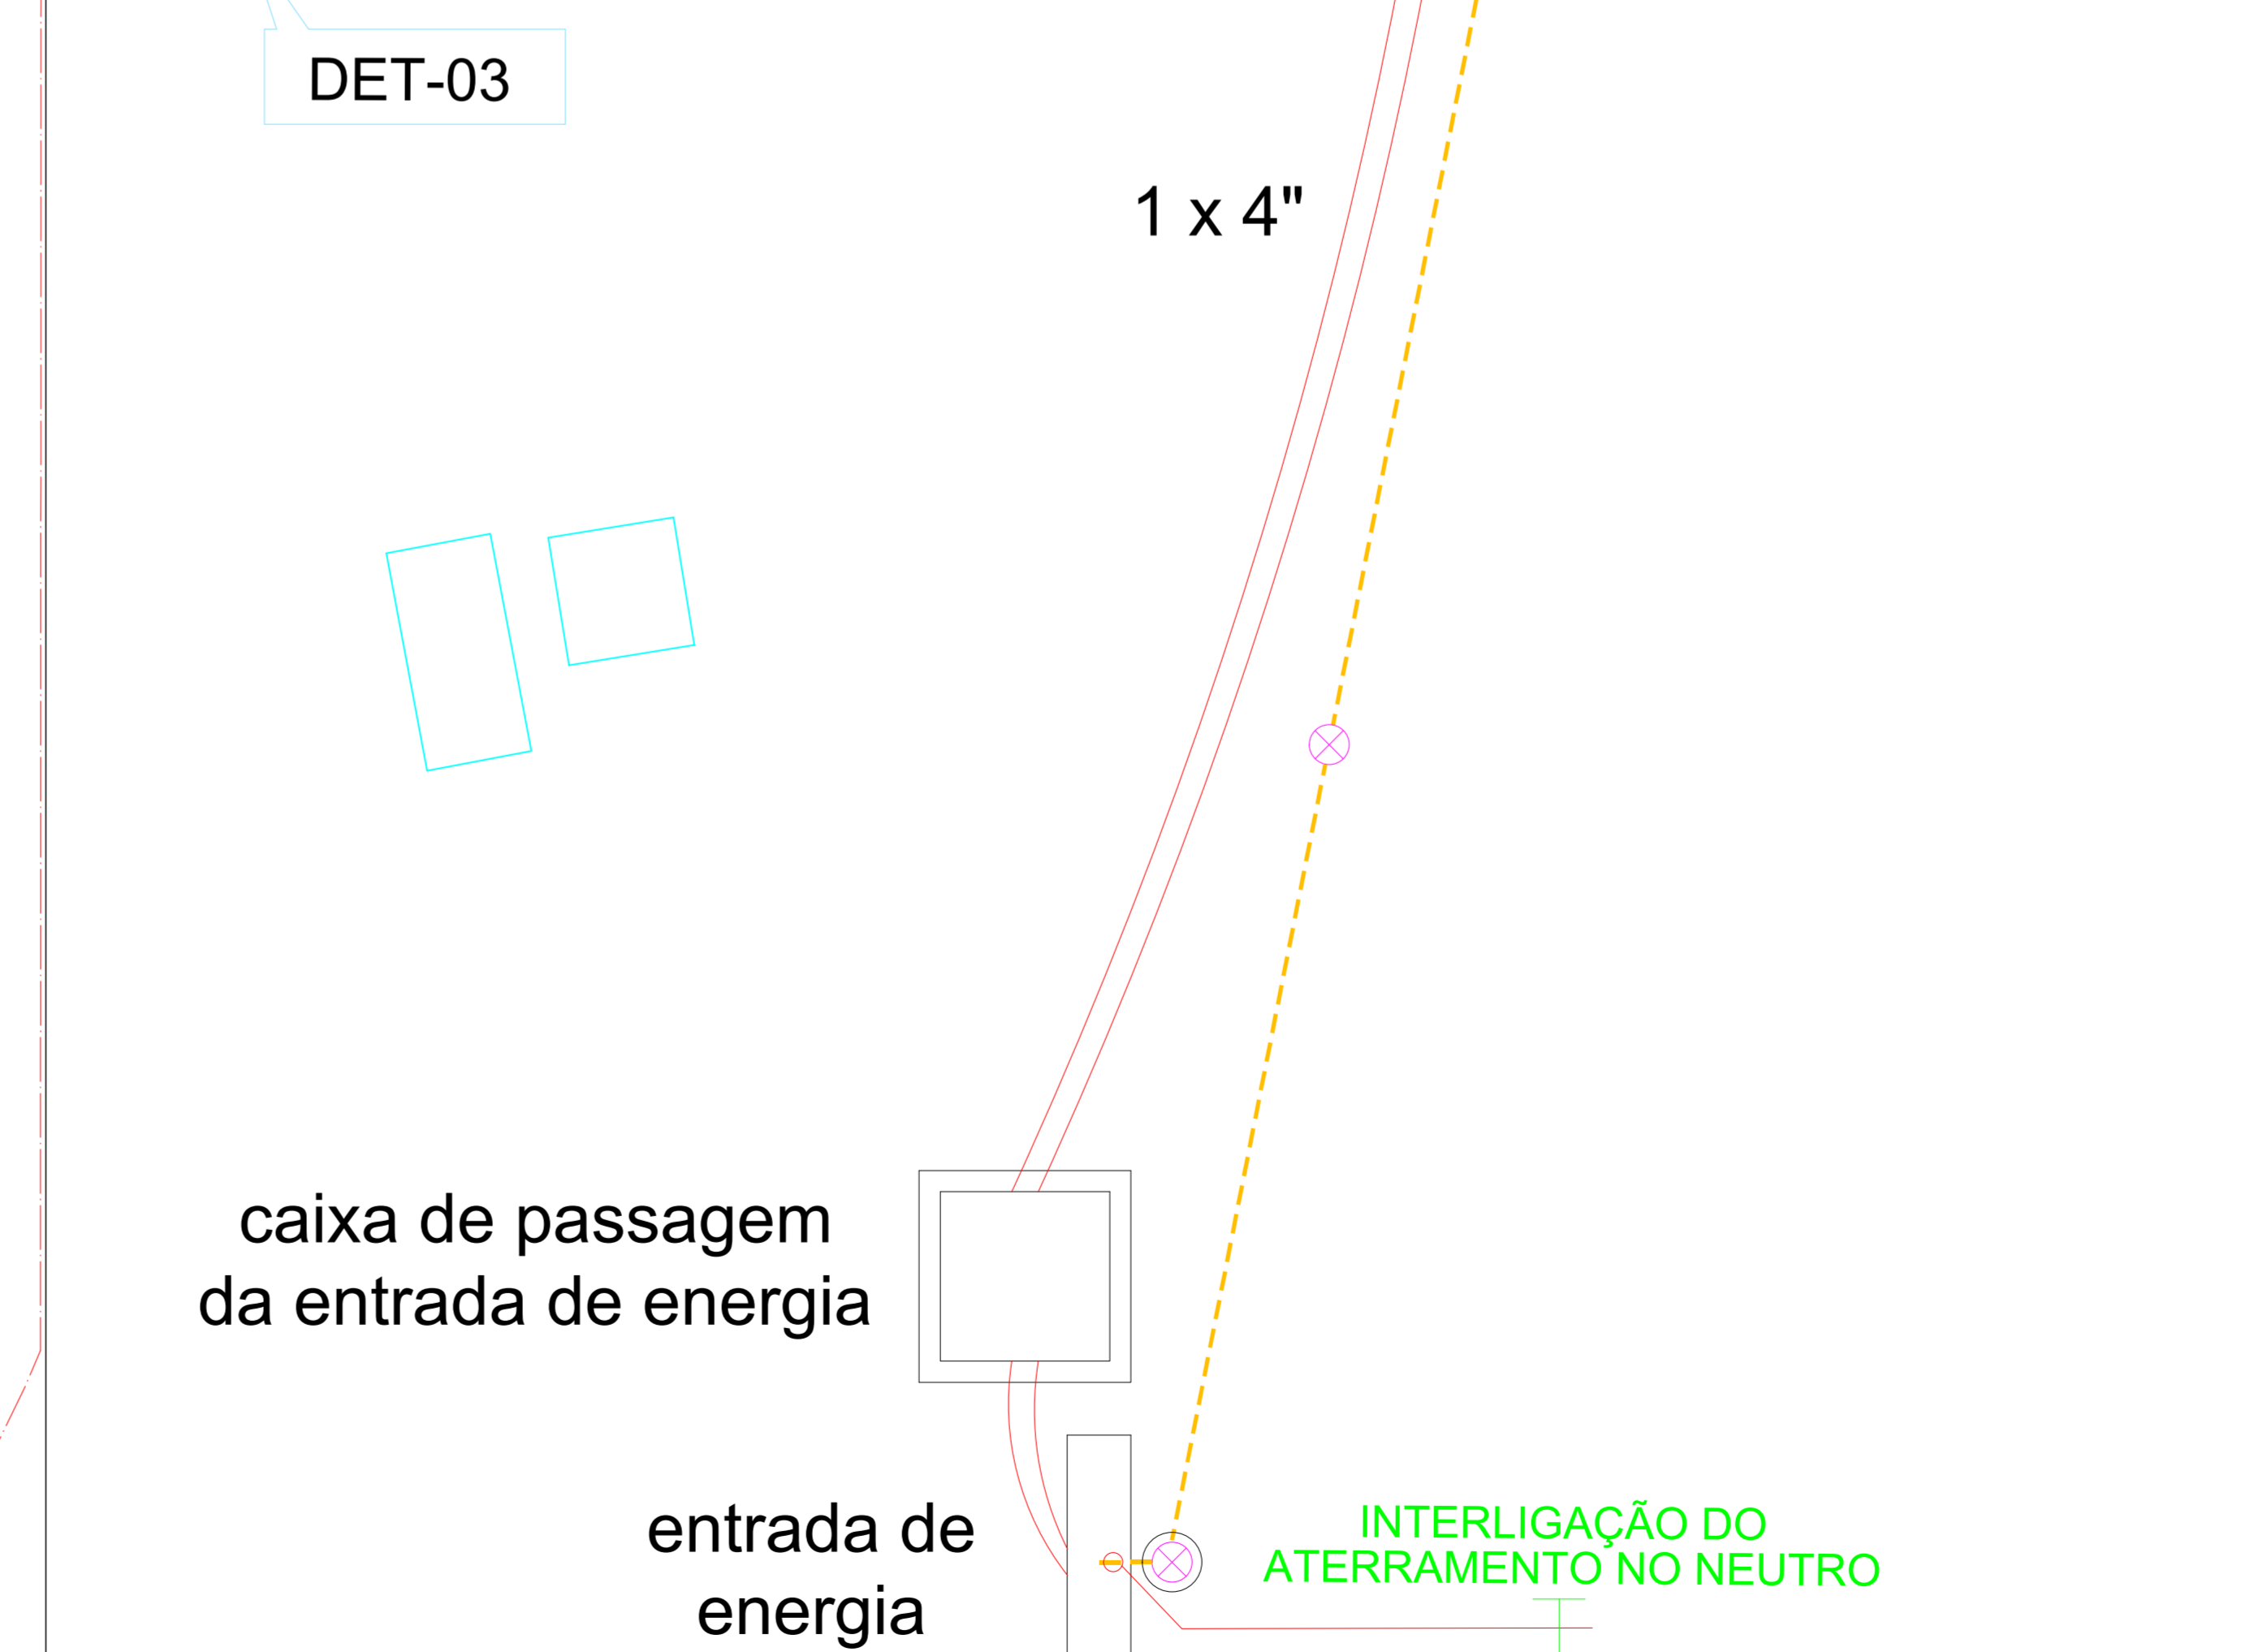 DET-03
1 x 4"
caixa de passagem
da entrada de energia
entrada de
energia
INTERLIGAÇÃO DO
ATERRAMENTO NO NEUTRO